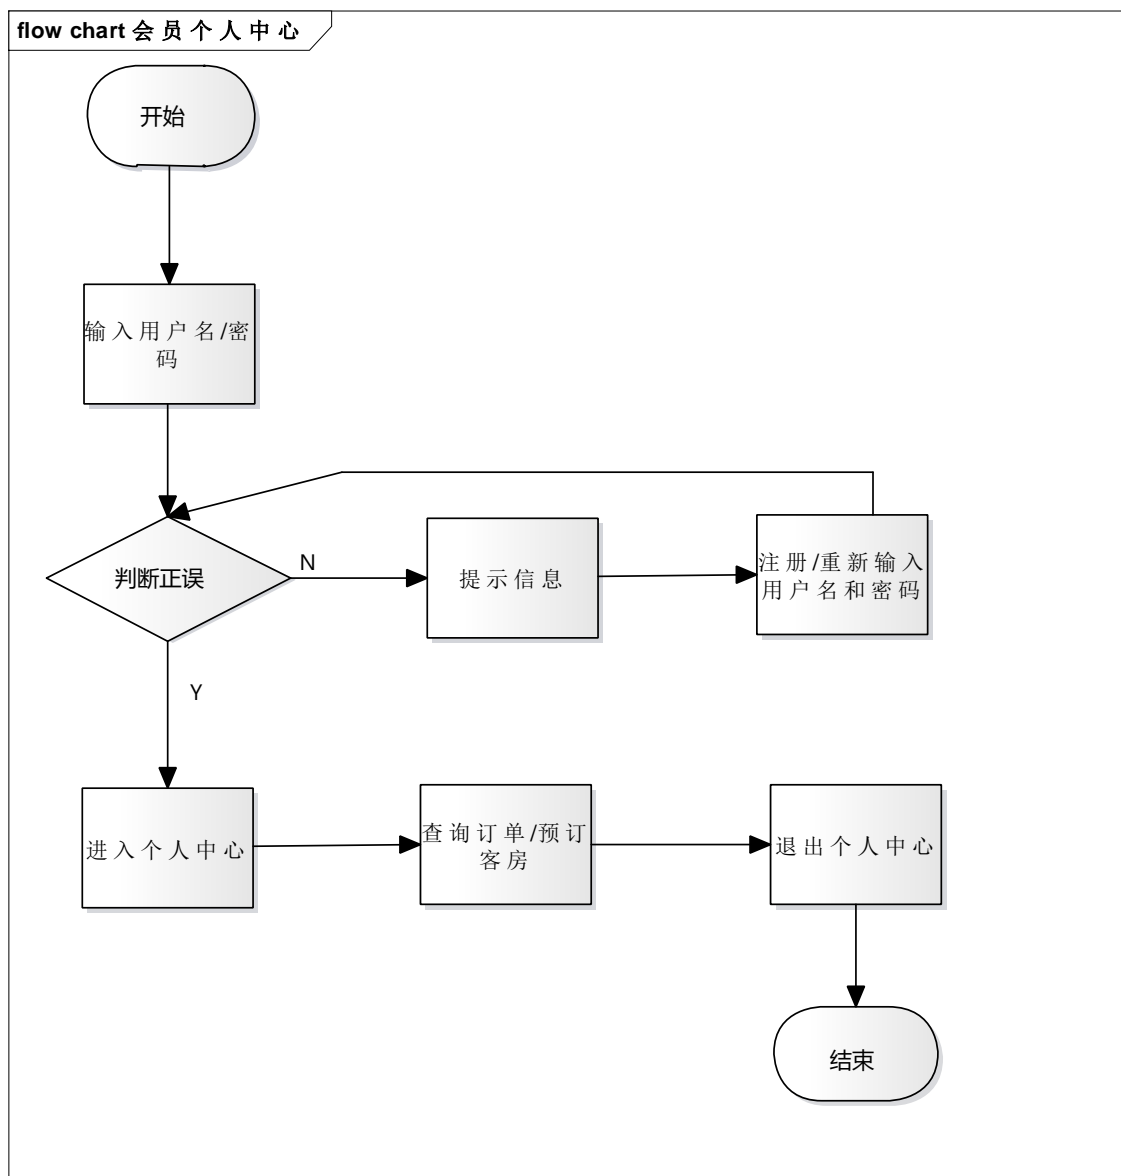 flow chart 会员个人中心
开始
输入用户名/密
码
判断正误
N
提示信息
注册/重新输入
用户名和密码
Y
进入个人中心
查询订单/预订
客房
退出个人中心
结束